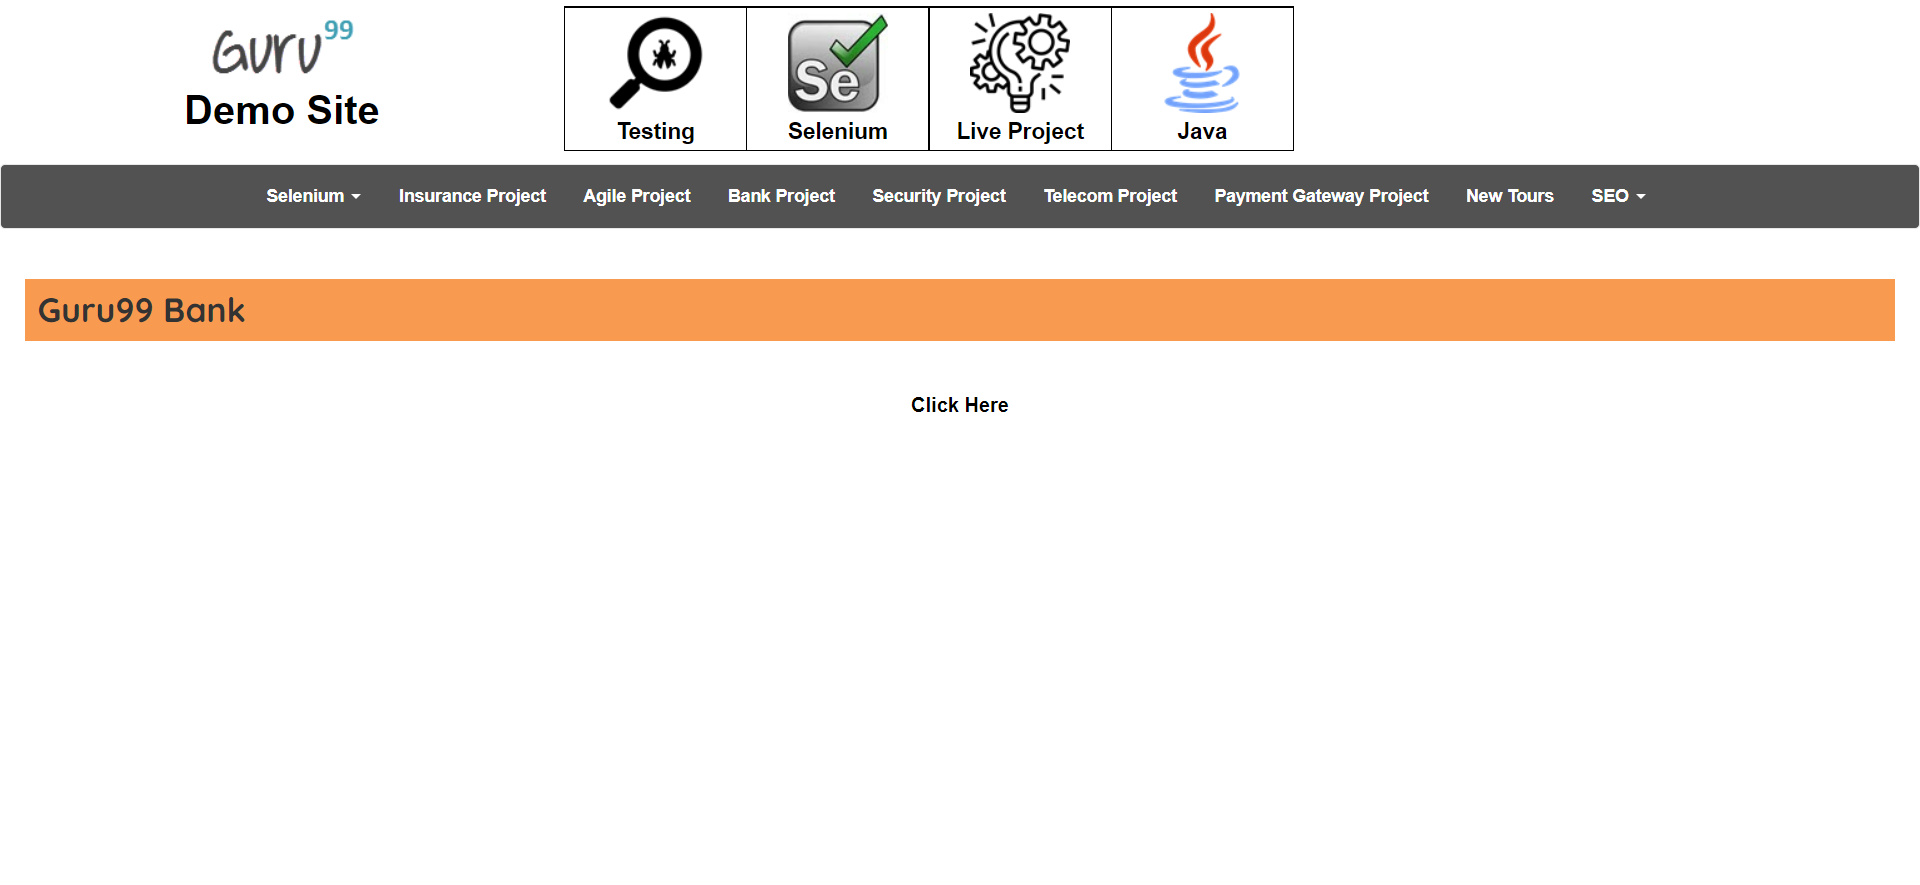 Guru99
Demo Site
Se
Testing
Selenium
Live Project
Java
Selenium
Insurance Project
Agile Project
Bank Project
Security Project
Telecom Project
Payment Gateway Project
New Tours
SEO
Guru99 Bank
Click Here